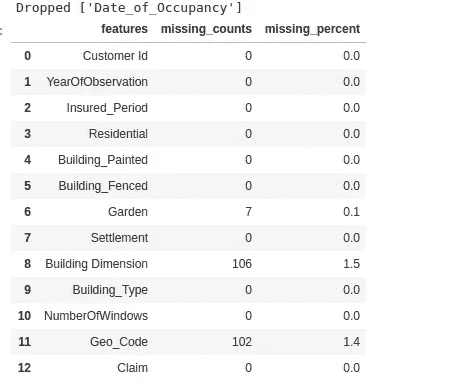 Dropped ['Date_of_Occupancy']
features missing_counts missing_percent
0 Customer Id 0 0.0
1 YearOfObservation 0 0.0
2 Insured_Period 0 0.0
3 Residential 0 0.0
4 Building_Painted 0 0.0
5 Building_Fenced 0 0.0
6 Garden 7 0.1
7 Settlement 0 0.0
8 Building Dimension 106 1.5
9 Building_Type 0 0.0
10 NumberOfWindows 0 0.0
11 Geo_Code 102 1.4
12 Claim 0 0.0